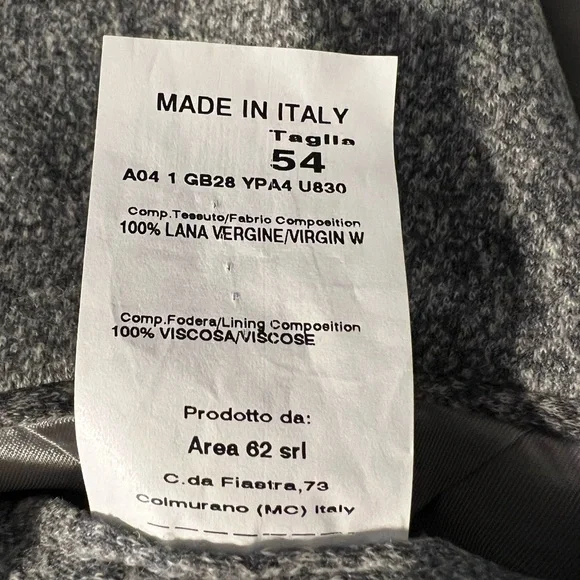 MADE IN ITALY
Taglia
54
A04 1 GB28 YPA4 U830
Comp.Tessuto/Fabric Composition
100% LANA VERGINE/VIRGIN W
Comp.Fodera/Lining Composition
100% VISCOSA/VISCOSE
Prodotto da:
Area 62 srl
C.da Fiastra,73
Colmurano (MC) Italy